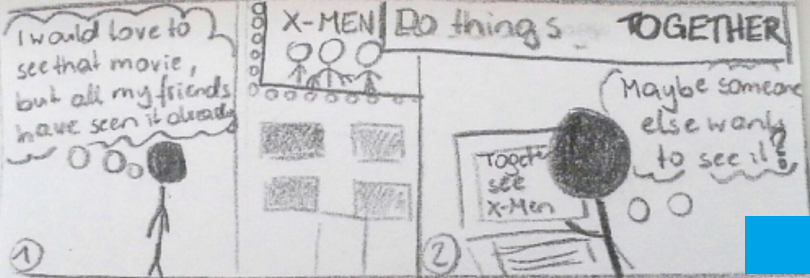 I would love to
see that movie,
but all my friends
have seen it already
1
X-MEN
Do things TOGETHER
Maybe someone
else wants
to see it?
Togeth
see
X-Men
2